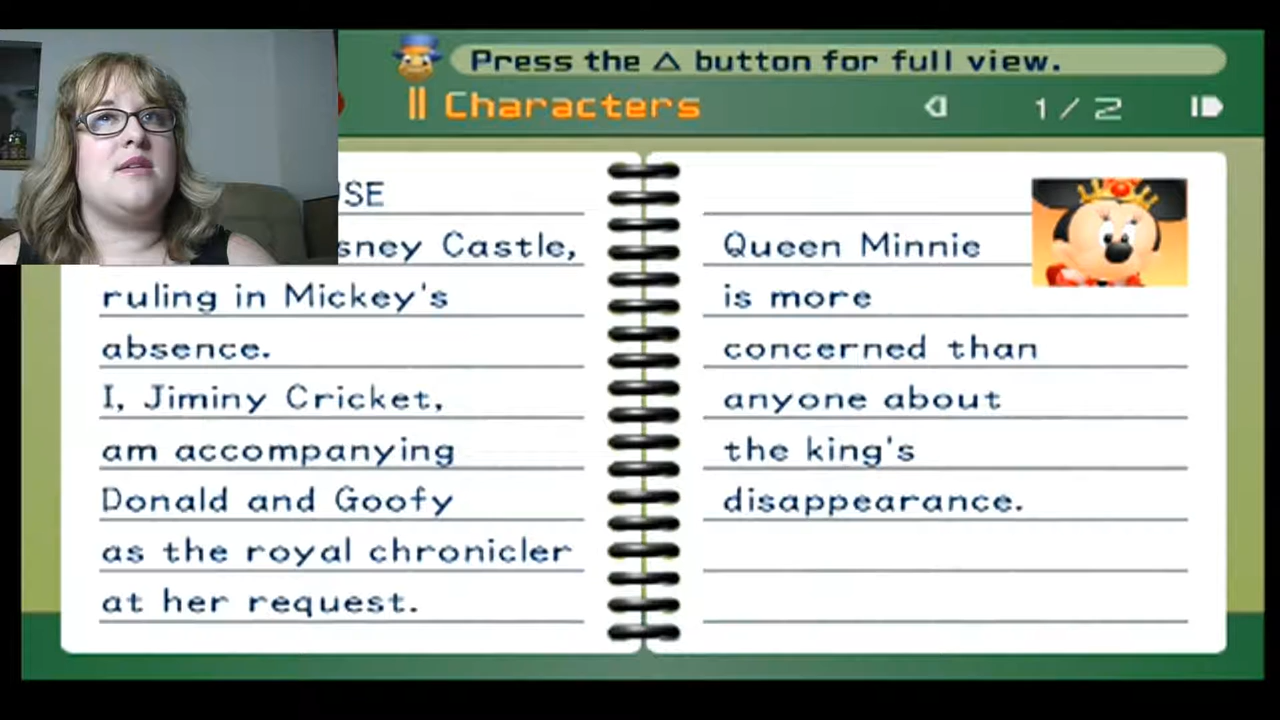 Press the △ button for full view.
Characters
1 / 2
USE
sney Castle,
ruling in Mickey's
absence.
I, Jiminy Cricket,
am accompanying
Donald and Goofy
as the royal chronicler
at her request.
Queen Minnie
is more
concerned than
anyone about
the king's
disappearance.